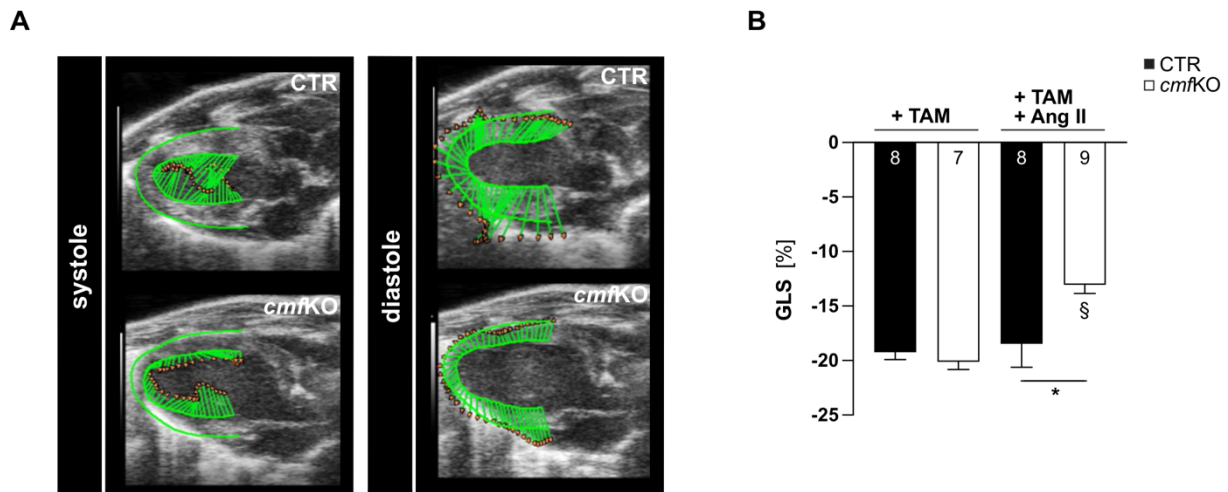 A
B
systole
CTR
cmfKO
diastole
CTR
cmfKO
CTR
cmfKO
+ TAM
+ TAM
+ Ang II
0
-5
-10
-15
-20
-25
GLS [%]
8
7
8
9
§
*